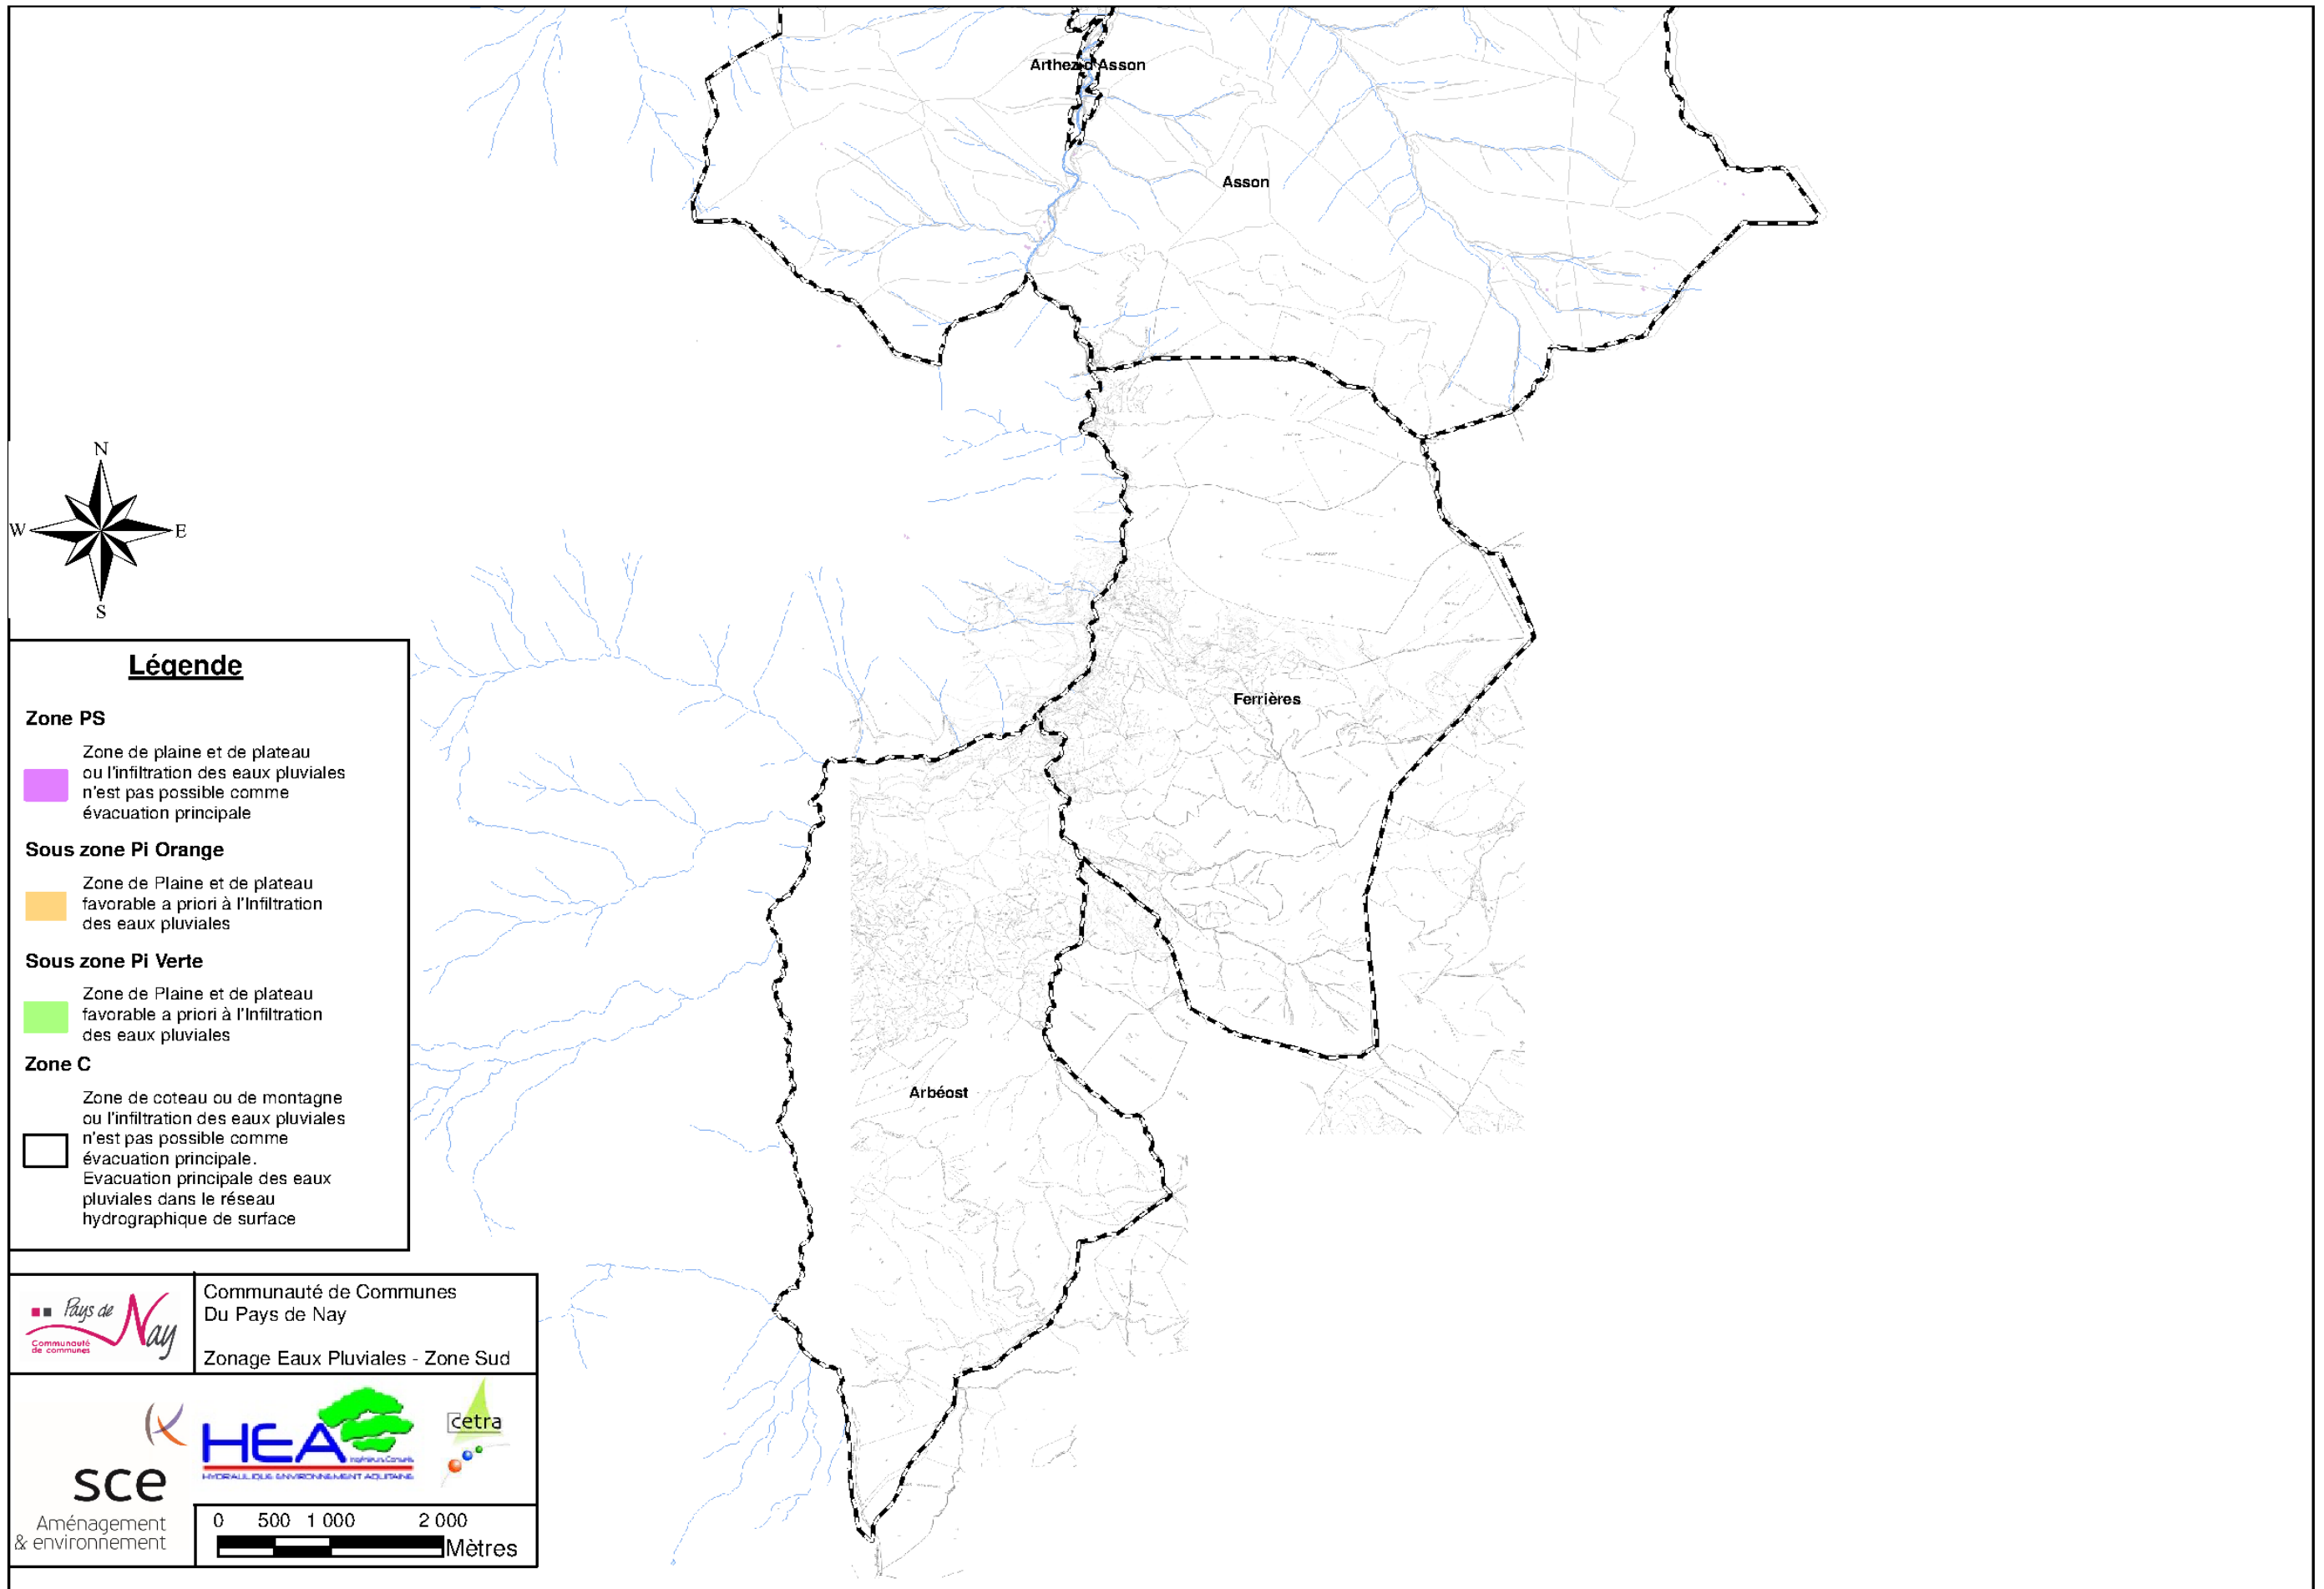 Arthez d'Asson
Asson
N
W
E
S
Ferrières
Arbéost
Légende
Zone PS
Zone de plaine et de plateau
ou l'infiltration des eaux pluviales
n'est pas possible comme
évacuation principale
Sous zone Pi Orange
Zone de Plaine et de plateau
favorable a priori à l'Infiltration
des eaux pluviales
Sous zone Pi Verte
Zone de Plaine et de plateau
favorable a priori à l'Infiltration
des eaux pluviales
Zone C
Zone de coteau ou de montagne
ou l'infiltration des eaux pluviales
n'est pas possible comme
évacuation principale.
Evacuation principale des eaux
pluviales dans le réseau
hydrographique de surface
Pays de Nay
Communauté
de communes
Communauté de Communes
Du Pays de Nay
Zonage Eaux Pluviales - Zone Sud
sce
Aménagement
& environnement
HEA
Ingénieurs Conseils
HYDRAULIQUE ENVIRONNEMENT AQUITAINE
cetra
0 500 1 000 2 000
Mètres